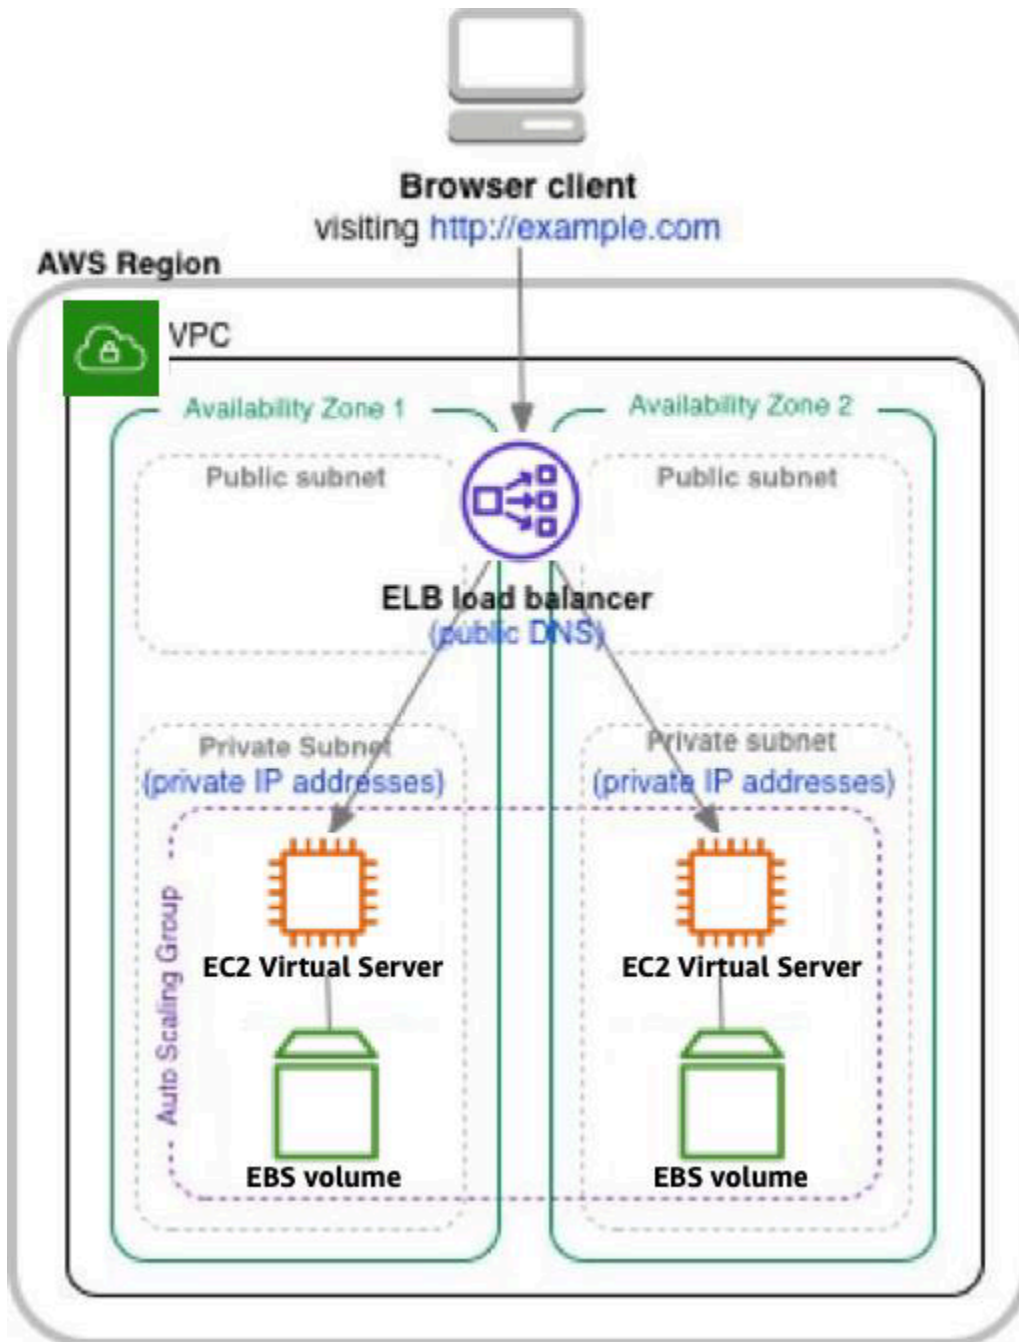 Browser client
visiting http://example.com
AWS Region
VPC
Availability Zone 1
Availability Zone 2
Public subnet
Public subnet
ELB load balancer
(public DNS)
Private Subnet
(private IP addresses)
Private subnet
(private IP addresses)
Auto Scaling Group
EC2 Virtual Server
EC2 Virtual Server
EBS volume
EBS volume